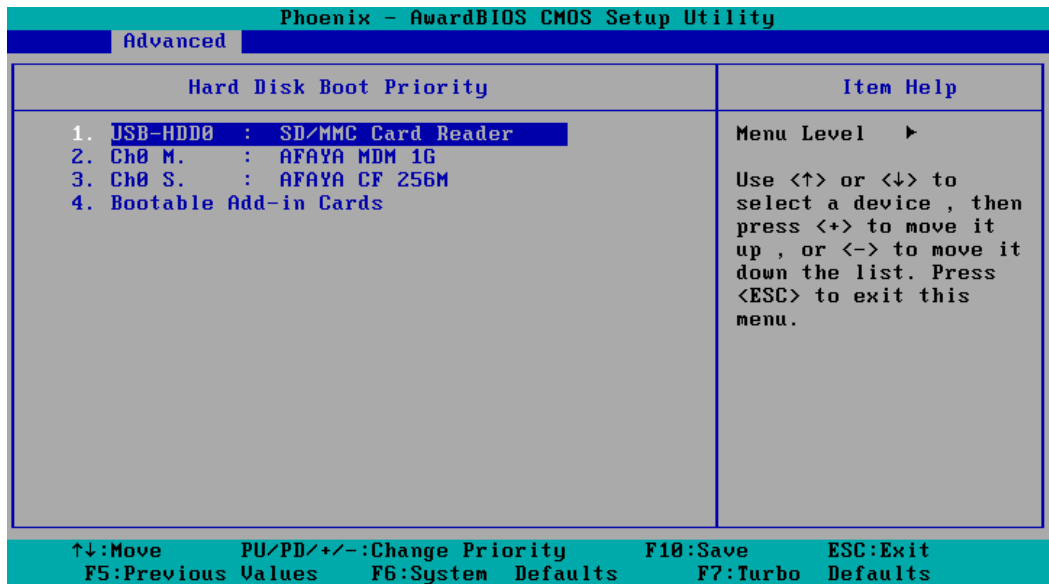 Phoenix - AwardBIOS CMOS Setup Utility
Advanced
Hard Disk Boot Priority
Item Help
1. USB-HDD0 : SD/MMC Card Reader
2. Ch0 M. : AFAYA MDM 1G
3. Ch0 S. : AFAYA CF 256M
4. Bootable Add-in Cards
Menu Level ►
Use <↑> or <↓> to
select a device , then
press <+> to move it
up , or <-> to move it
down the list. Press
<ESC> to exit this
menu.
↑↓:Move PU/PD/+/-:Change Priority F10:Save ESC:Exit
F5:Previous Values F6:System Defaults F7:Turbo Defaults